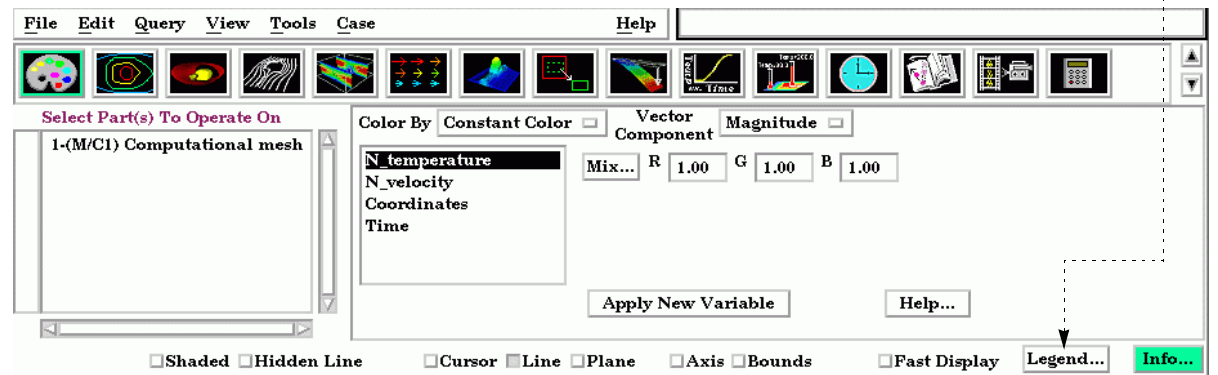 File Edit Query View Tools Case Help
Select Part(s) To Operate On
1-(M/C1) Computational mesh
Color By Constant Color Vector Component Magnitude
N_temperature
N_velocity
Coordinates
Time
Mix... R 1.00 G 1.00 B 1.00
Apply New Variable Help...
Shaded Hidden Line Cursor Line Plane Axis Bounds Fast Display Legend... Info...